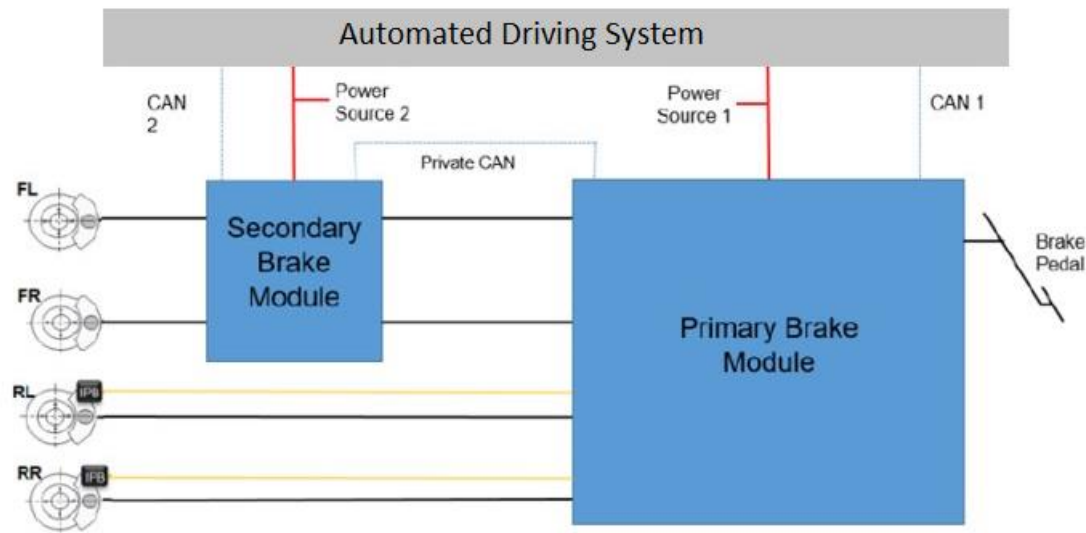 Automated Driving System
CAN
2
Power
Source 2
Power
Source 1
CAN 1
Private CAN
FL
Secondary
Brake
Module
FR
Primary Brake
Module
Brake
Pedal
RL
IPB
RR
IPB